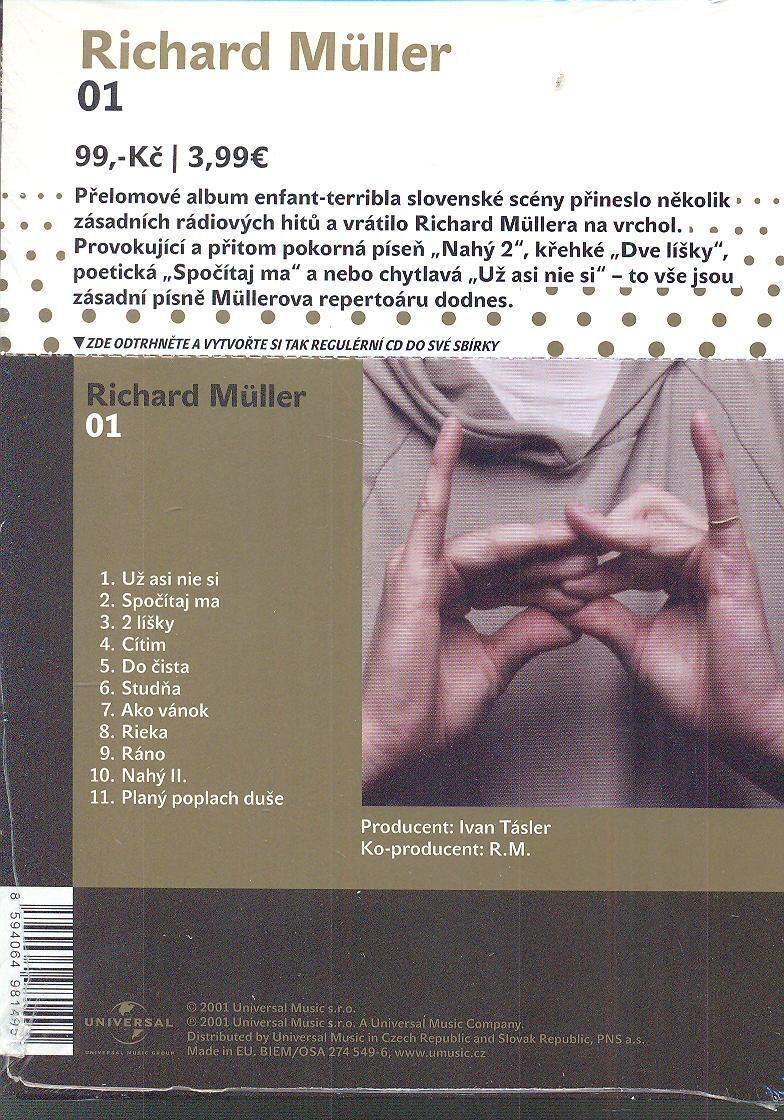 Richard Müller
01
99,-Kč | 3,99€
Přelomové album enfant-terribla slovenské scény přineslo několik
zásadních rádiových hitů a vrátilo Richard Müllera na vrchol.
Provokující a přitom pokorná píseň „Nahý 2“, křehké „Dve líšky“,
poetická „Spočítaj ma“ a nebo chytlavá „Už asi nie si“ – to vše jsou
zásadní písně Müllerova repertoáru dodnes.
▼ZDE ODTRHNĚTE A VYTVOŘTE SI TAK REGULÉRNÍ CD DO SVÉ SBÍRKY
Richard Müller
01
1. Už asi nie si
2. Spočítaj ma
3. 2 líšky
4. Cítim
5. Do čista
6. Studňa
7. Ako vánok
8. Rieka
9. Ráno
10. Nahý II.
11. Planý poplach duše
Producent: Ivan Tásler
Ko-producent: R.M.
8 594064 981495
UNIVERSAL
UNIVERSAL MUSIC GROUP
© 2001 Universal Music s.r.o.
℗ 2001 Universal Music s.r.o. A Universal Music Company.
Distributed by Universal Music in Czech Republic and Slovak Republic, PNS a.s.
Made in EU. BIEM/OSA 274 549-6, www.umusic.cz